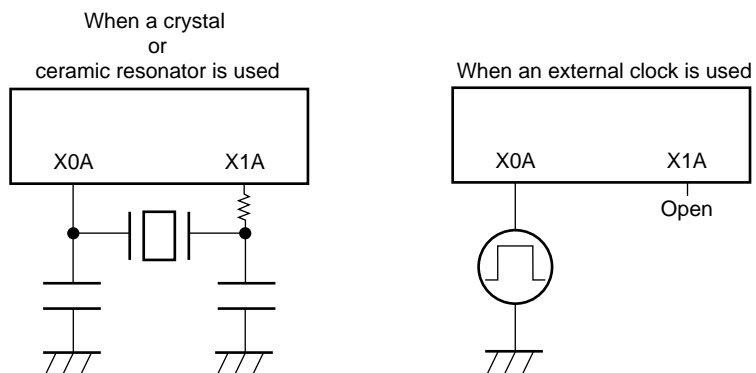 When a crystal
or
ceramic resonator is used
X0A X1A
When an external clock is used
X0A X1A
Open